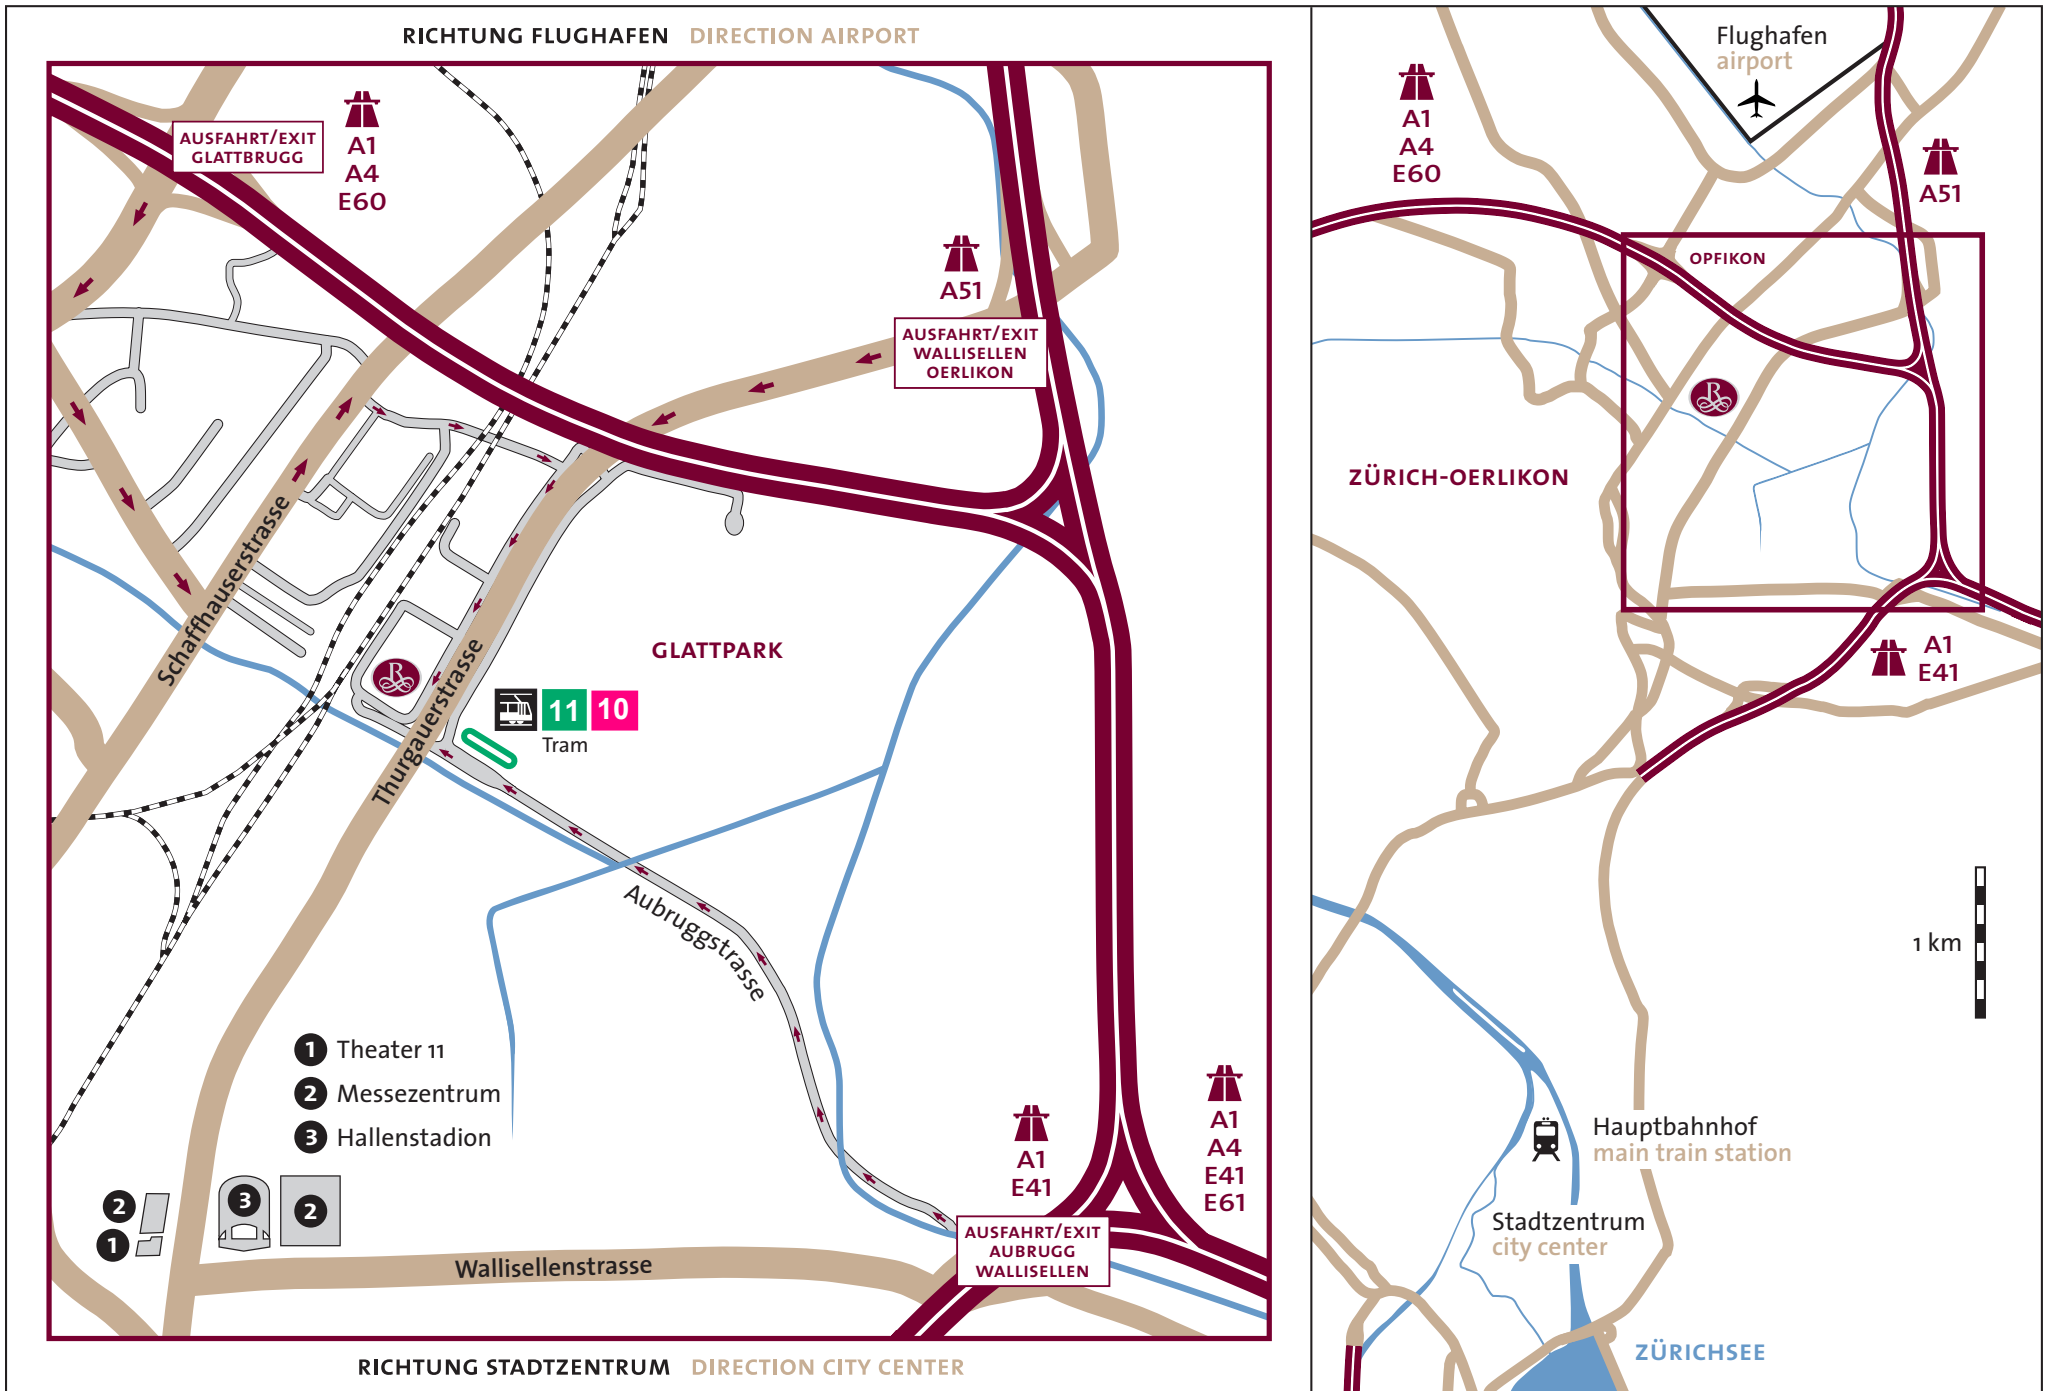 RICHTUNG FLUGHAFEN DIRECTION AIRPORT
AUSFAHRT/EXIT
GLATTBRUGG
A1
A4
E60
A51
AUSFAHRT/EXIT
WALLISELLEN
OERLIKON
Schaffhauserstrasse
Thurgauerstrasse
R
GLATTPARK
11 10
Tram
Aubruggstrasse
1 Theater 11
2 Messezentrum
3 Hallenstadion
2
1
3
2
Wallisellenstrasse
A1
E41
A1
A4
E41
E61
AUSFAHRT/EXIT
AUBRUGG
WALLISELLEN
RICHTUNG STADTZENTRUM DIRECTION CITY CENTER
Flughafen
airport
A1
A4
E60
A51
OPFIKON
R
ZÜRICH-OERLIKON
A1
E41
1 km
Hauptbahnhof
main train station
Stadtzentrum
city center
ZÜRICHSEE